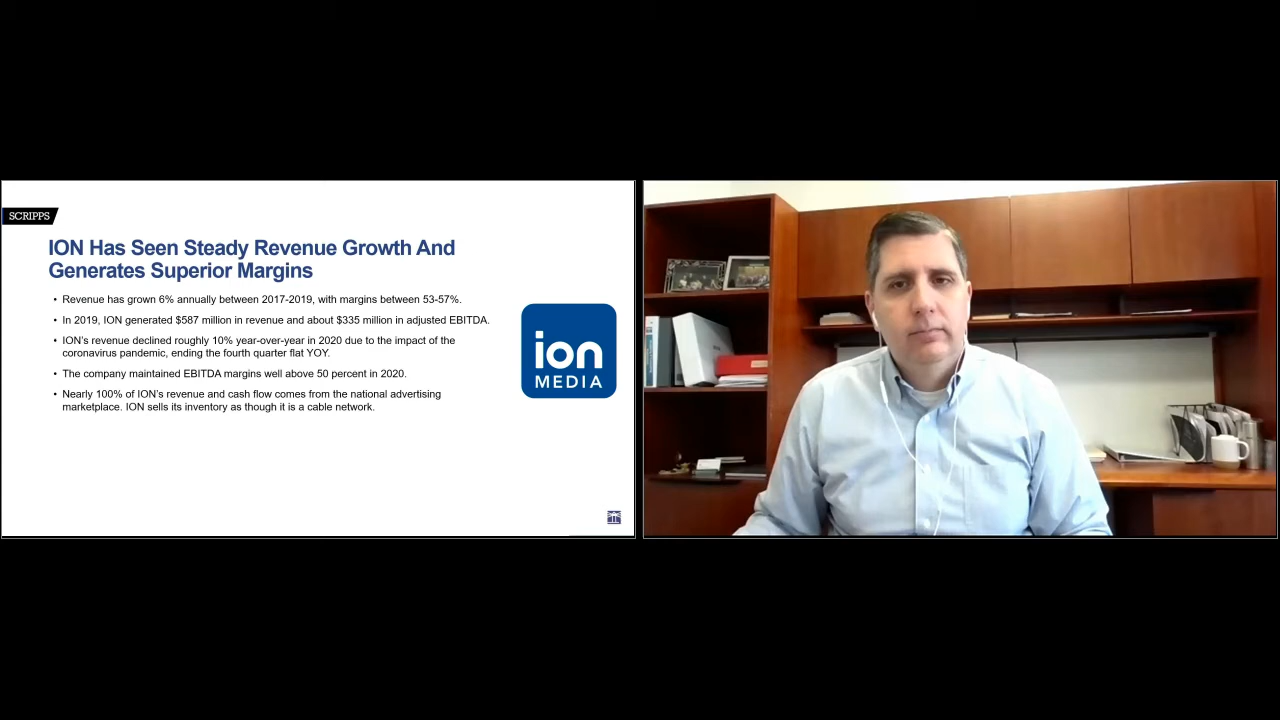 SCRIPPS
ION Has Seen Steady Revenue Growth And
Generates Superior Margins
• Revenue has grown 6% annually between 2017-2019, with margins between 53-57%.
• In 2019, ION generated $587 million in revenue and about $335 million in adjusted EBITDA.
• ION's revenue declined roughly 10% year-over-year in 2020 due to the impact of the
coronavirus pandemic, ending the fourth quarter flat YOY.
• The company maintained EBITDA margins well above 50 percent in 2020.
• Nearly 100% of ION's revenue and cash flow comes from the national advertising
marketplace. ION sells its inventory as though it is a cable network.
ion
MEDIA